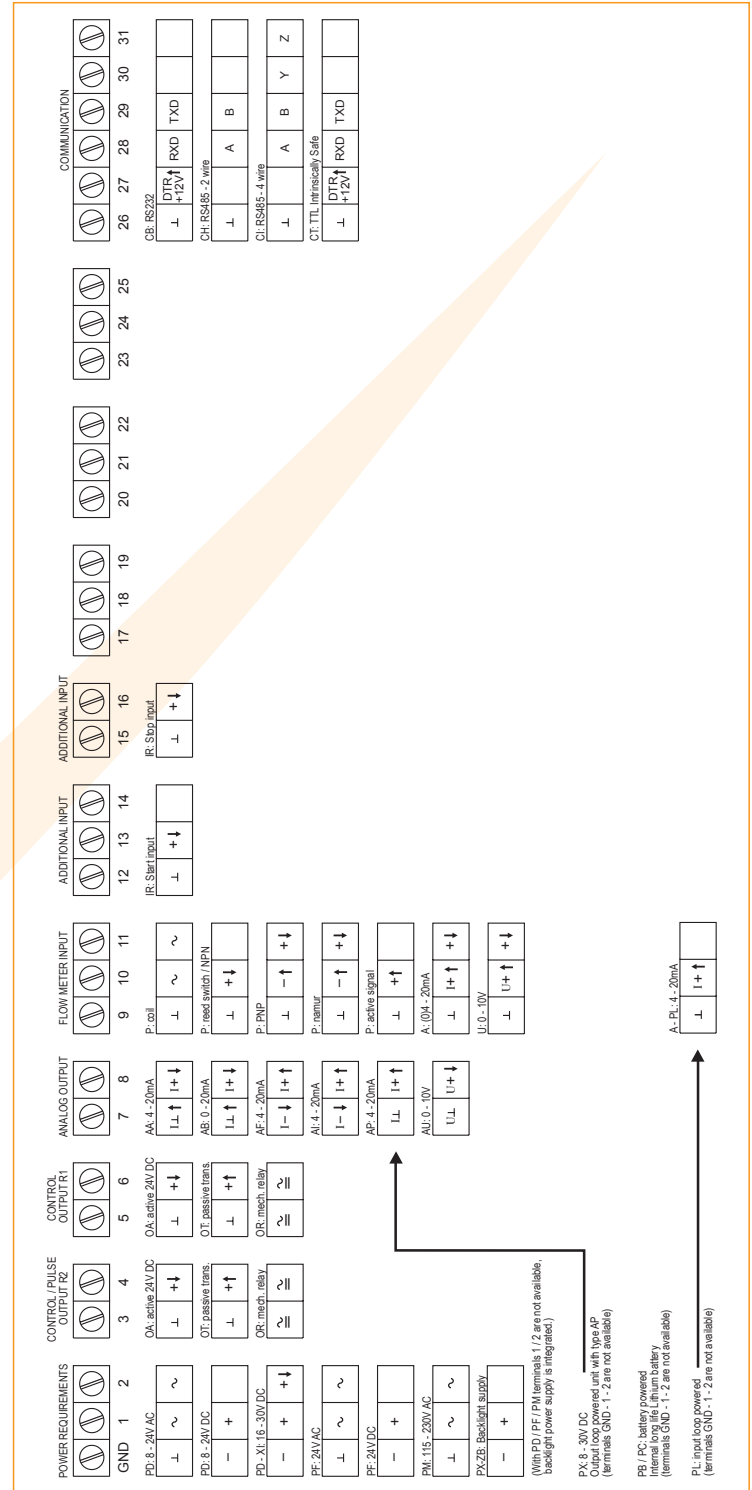 POWER REQUIREMENTS
GND 1 2
PD: 8 - 24V AC
⊥ ~ ~
PD: 8 - 24V DC
− +
PD - XI: 16 - 30V DC
− + +↓
PF: 24V AC
⊥ ~ ~
PF: 24V DC
− +
PM: 115 - 230V AC
⊥ ~ ~
PX-ZB: Backlight supply
− +
(With PD / PF / PM terminals 1 / 2 are not available,
backlight power supply is integrated.)
PX: 8 - 30V DC
Output loop powered unit with type AP
(terminals GND - 1 - 2 are not available)
PB / PC: battery powered
Internal long life Lithium battery
(terminals GND - 1 - 2 are not available)
PL: input loop powered
(terminals GND - 1 - 2 are not available)
CONTROL / PULSE
OUTPUT R2
3 4
OA: active 24V DC
⊥ +↓
OT: passive trans.
⊥ +↑
OR: mech. relay
CONTROL
OUTPUT R1
5 6
OA: active 24V DC
⊥ +↓
OT: passive trans.
⊥ +↑
OR: mech. relay
ANALOG OUTPUT
7 8
AA: 4 - 20mA
I⊥↑ I+↓
AB: 0 - 20mA
I⊥↑ I+↓
AF: 4 - 20mA
I−↓ I+↑
AI: 4 - 20mA
I−↓ I+↑
AP: 4 - 20mA
I⊥ I+↑
AU: 0 - 10V
U⊥ U+↓
FLOW METER INPUT
9 10 11
P: coil
⊥ ~ ~
P: reed switch / NPN
⊥ +↓
P: PNP
⊥ −↑ +↓
P: namur
⊥ −↑ +↓
P: active signal
⊥ +↑
A: (0)4 - 20mA
⊥ I+↑ +↓
U: 0 - 10V
⊥ U+↑ +↓
A - PL: 4 - 20mA
⊥ I+↑
ADDITIONAL INPUT
12 13 14
IR: Start input
⊥ +↓
ADDITIONAL INPUT
15 16
IR: Stop input
⊥ +↓
17 18 19
20 21 22
23 24 25
COMMUNICATION
26 27 28 29 30 31
CB: RS232
⊥ DTR +12V↑ RXD TXD
CH: RS485 - 2 wire
⊥ A B
CI: RS485 - 4 wire
⊥ A B Y Z
CT: TTL Intrinsically Safe
⊥ DTR +12V↑ RXD TXD